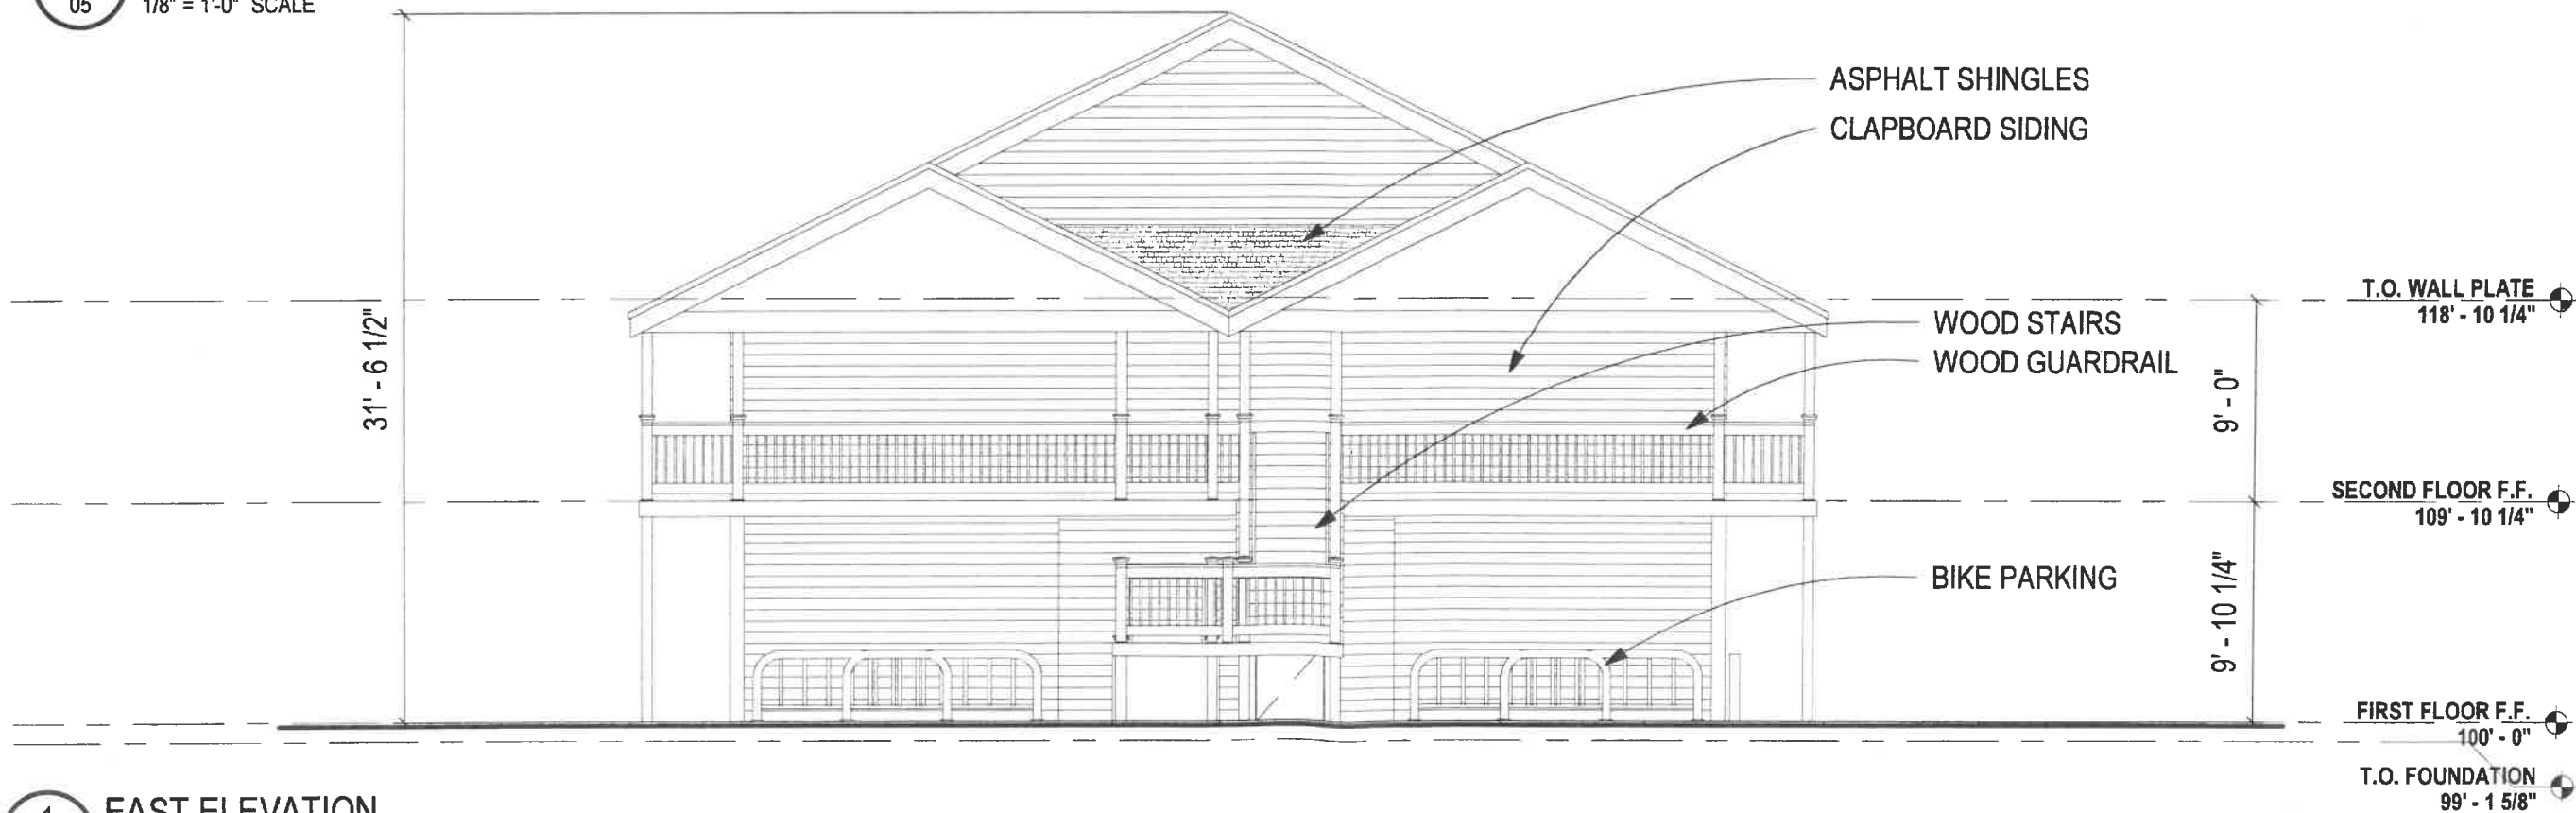 05
1/8" = 1'-0" SCALE
ASPHALT SHINGLES
CLAPBOARD SIDING
T.O. WALL PLATE
118' - 10 1/4"
31' - 6 1/2"
WOOD STAIRS
WOOD GUARDRAIL
9' - 0"
SECOND FLOOR F.F.
109' - 10 1/4"
BIKE PARKING
9' - 10 1/4"
FIRST FLOOR F.F.
100' - 0"
T.O. FOUNDATION
99' - 1 5/8"
1
EAST ELEVATION